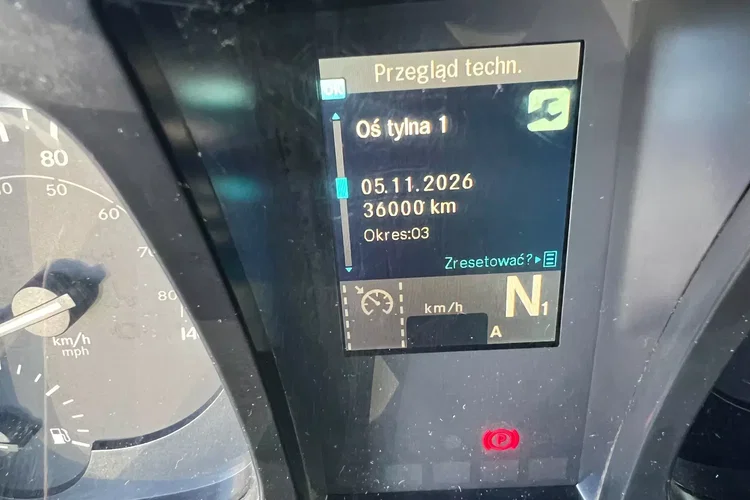 Przegląd techn.
OK
Oś tylna 1
05.11.2026
36000 km
Okres:03
Zresetować?
km/h
N1
A
80
50
60
80
km/h
mph
P